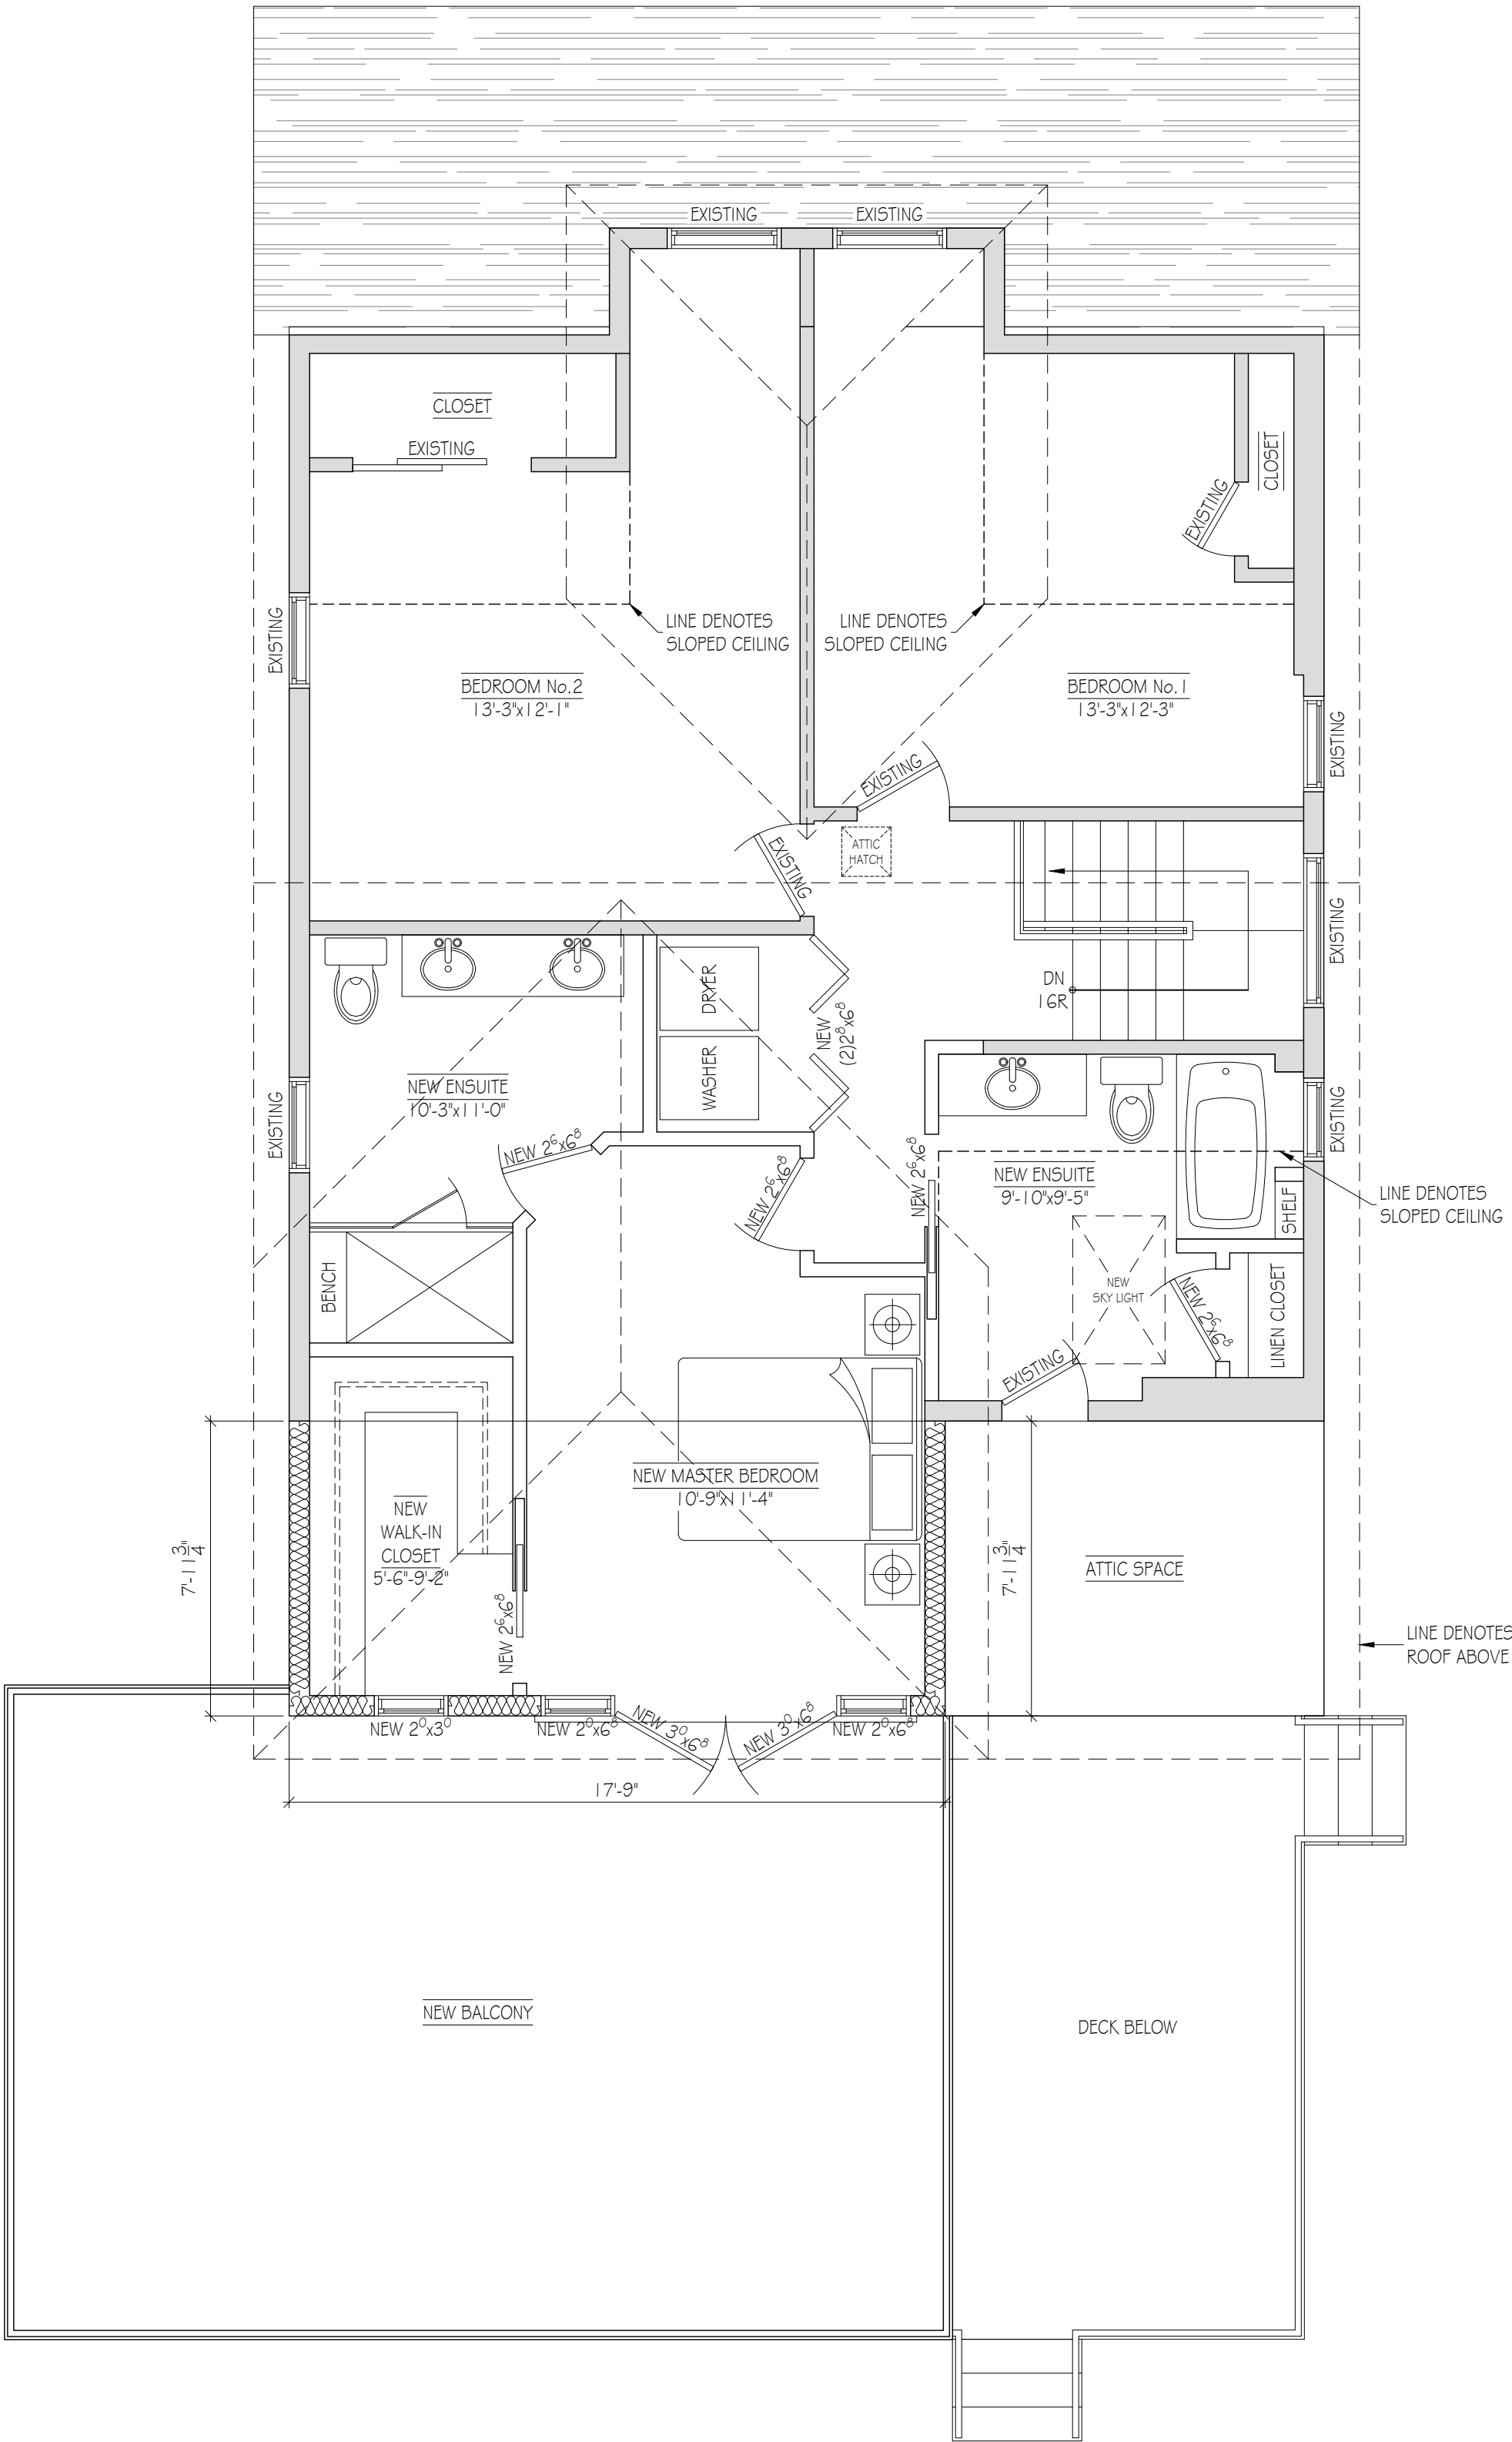 EXISTING
EXISTING
CLOSET
EXISTING
CLOSET
EXISTING
EXISTING
LINE DENOTES
SLOPED CEILING
LINE DENOTES
SLOPED CEILING
BEDROOM No.2
13'-3"x12'-1"
BEDROOM No.1
13'-3"x12'-3"
EXISTING
EXISTING
EXISTING
ATTIC
HATCH
EXISTING
DN
16R
DRYER
WASHER
NEW
(2)2⁸x6⁸
NEW ENSUITE
10'-3"x11'-0"
EXISTING
EXISTING
NEW 2⁶x6⁸
NEW 2⁶x6⁸
NEW 2⁶x6⁸
NEW ENSUITE
9'-10"x9'-5"
SHELF
LINE DENOTES
SLOPED CEILING
BENCH
NEW
SKY LIGHT
NEW 2⁶x6⁸
LINEN CLOSET
EXISTING
NEW MASTER BEDROOM
10'-9"x11'-4"
NEW
WALK-IN
CLOSET
5'-6"-9'-2"
7'-11 3/4"
7'-11 3/4"
ATTIC SPACE
NEW 2⁶x6⁸
LINE DENOTES
ROOF ABOVE
NEW 2⁰x3⁰
NEW 2⁰x6⁸
NEW 3⁰x6⁸
NEW 3⁰x6⁸
NEW 2⁰x6⁸
17'-9"
NEW BALCONY
DECK BELOW